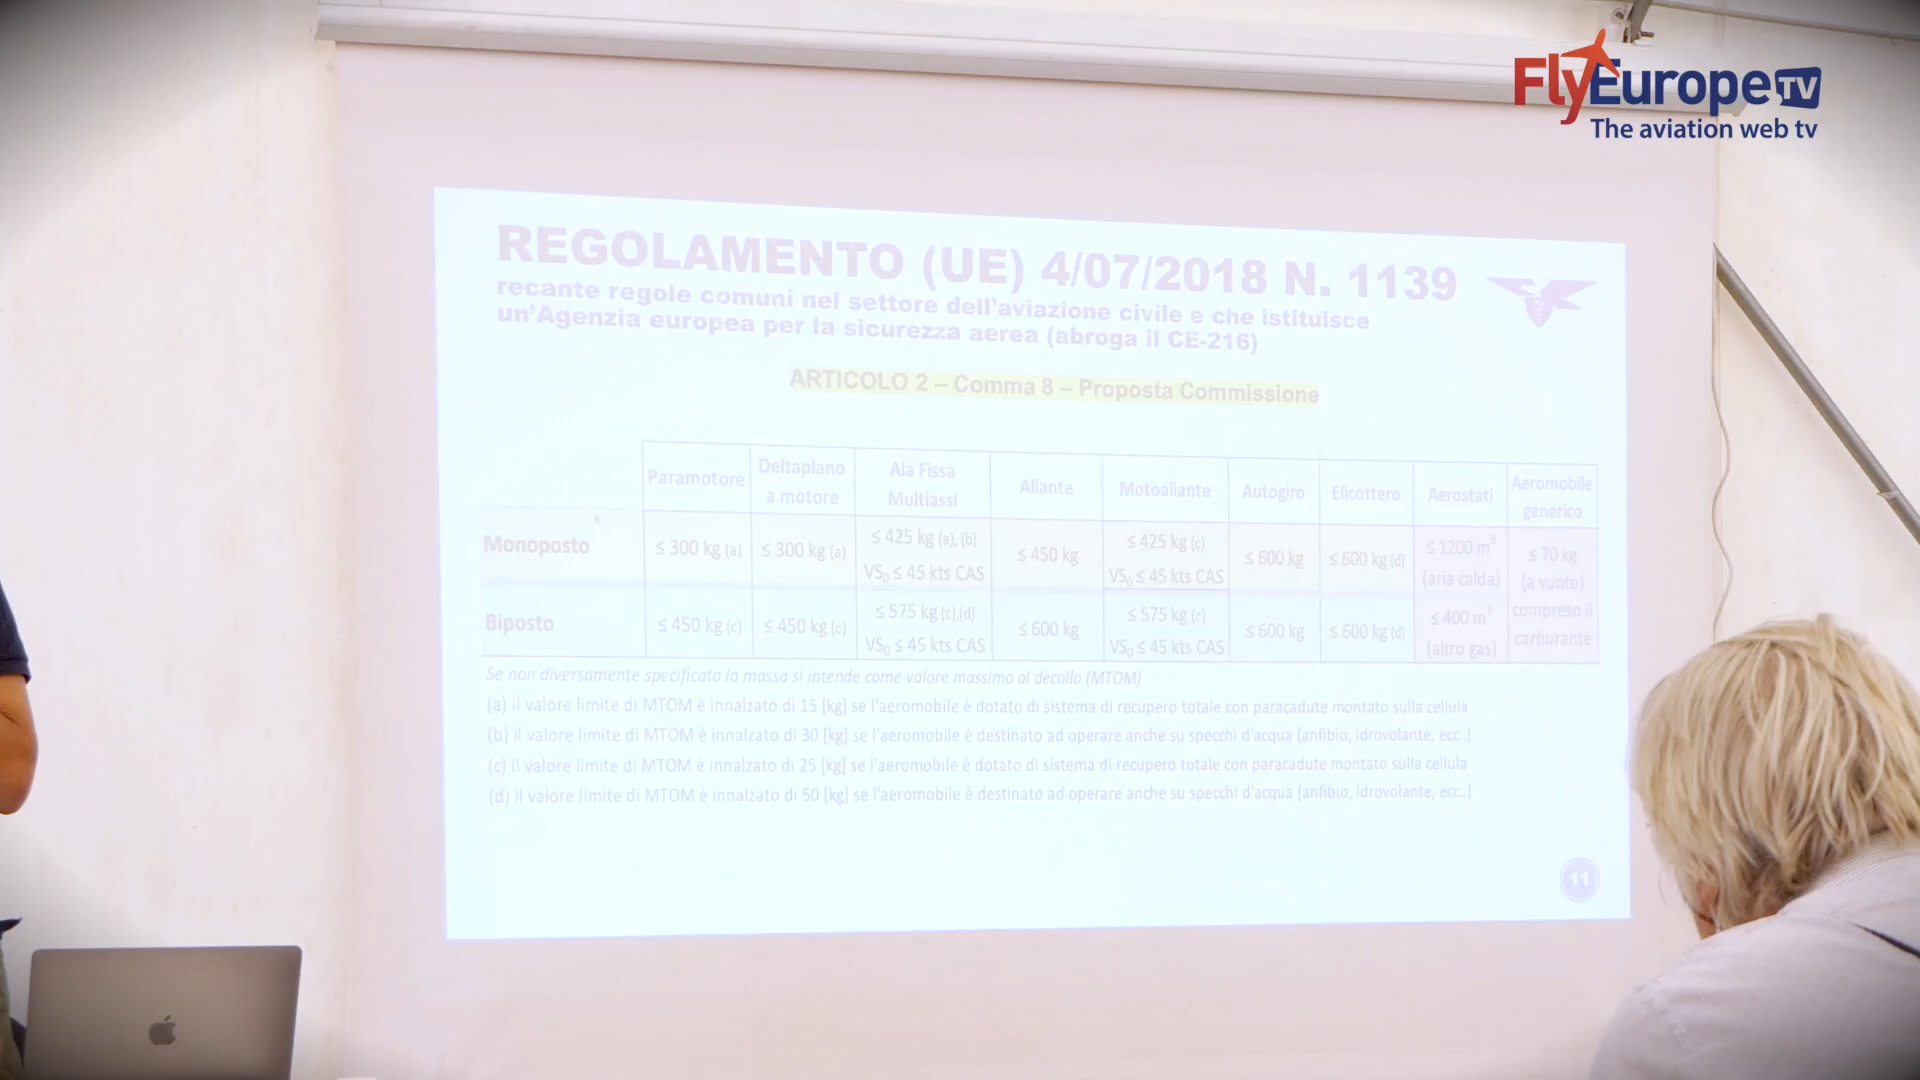 FlyEurope TV
The aviation web tv
REGOLAMENTO (UE) 4/07/2018 N. 1139
recante regole comuni nel settore dell'aviazione civile e che istituisce
un'Agenzia europea per la sicurezza aerea (abroga il CE-216)
ARTICOLO 2 – Comma 8 – Proposta Commissione
Paramotore Deltaplano a motore Ala Fissa Multiassi Aliante Motoaliante Autogiro Elicottero Aerostati Aeromobile generico
Monoposto ≤ 300 kg (a) ≤ 300 kg (a) ≤ 425 kg (a), (b) VS₀ ≤ 45 kts CAS ≤ 450 kg ≤ 425 kg (c) VS₀ ≤ 45 kts CAS ≤ 600 kg ≤ 600 kg (d) ≤ 1200 m³ (aria calda) ≤ 70 kg (a vuoto) compreso il carburante
Biposto ≤ 450 kg (c) ≤ 450 kg (c) ≤ 575 kg (c),(d) VS₀ ≤ 45 kts CAS ≤ 600 kg ≤ 575 kg (c) VS₀ ≤ 45 kts CAS ≤ 600 kg ≤ 600 kg (d) ≤ 400 m³ (altro gas)
Se non diversamente specificato la massa si intende come valore massimo al decollo (MTOM)
(a) il valore limite di MTOM è innalzato di 15 [kg] se l'aeromobile è dotato di sistema di recupero totale con paracadute montato sulla cellula
(b) il valore limite di MTOM è innalzato di 30 [kg] se l'aeromobile è destinato ad operare anche su specchi d'acqua (anfibio, idrovolante, ecc..)
(c) il valore limite di MTOM è innalzato di 25 [kg] se l'aeromobile è dotato di sistema di recupero totale con paracadute montato sulla cellula
(d) il valore limite di MTOM è innalzato di 50 [kg] se l'aeromobile è destinato ad operare anche su specchi d'acqua (anfibio, idrovolante, ecc..)
11